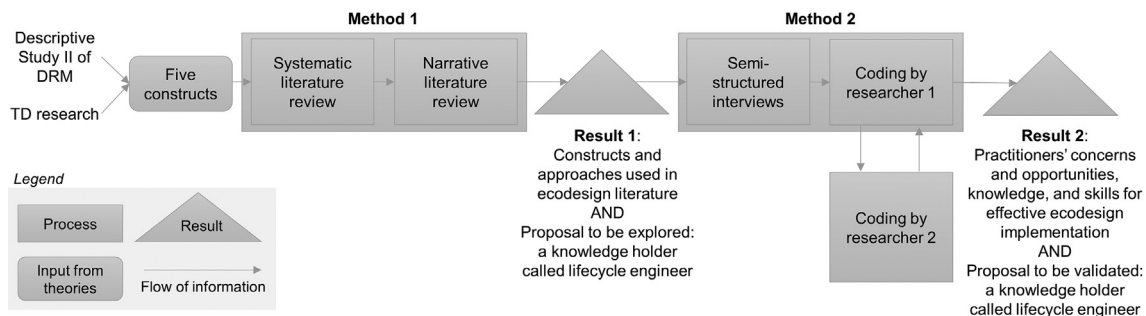 Method 1
Method 2
Descriptive
Study II of
DRM
TD research
Five
constructs
Systematic
literature
review
Narrative
literature
review
Semi-
structured
interviews
Coding by
researcher 1
Coding by
researcher 2
Result 1:
Constructs and
approaches used in
ecodesign literature
AND
Proposal to be explored:
a knowledge holder
called lifecycle engineer
Result 2:
Practitioners’ concerns
and opportunities,
knowledge, and skills for
effective ecodesign
implementation
AND
Proposal to be validated:
a knowledge holder
called lifecycle engineer
Legend
Process
Result
Input from
theories
Flow of information